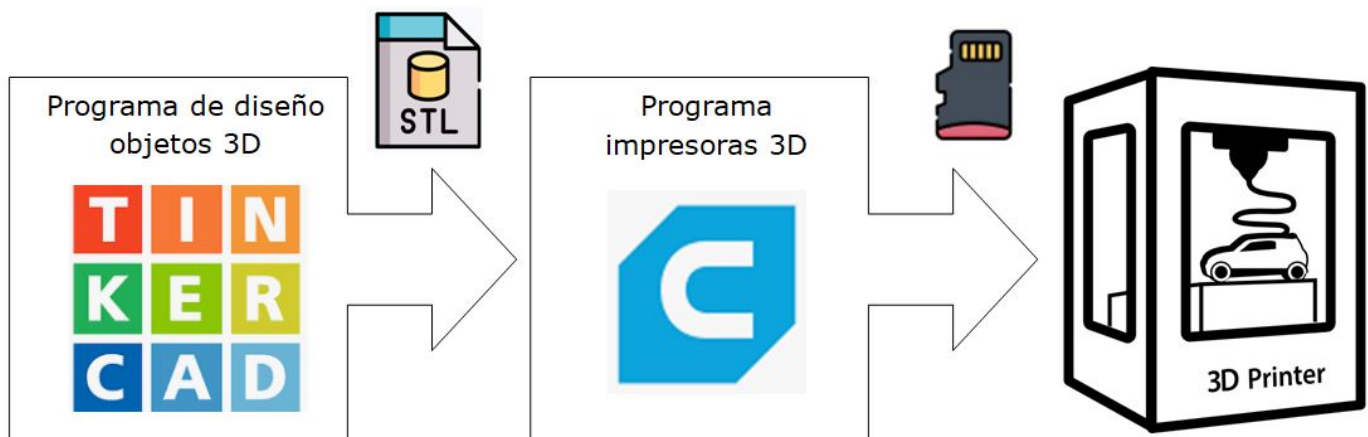 Programa de diseño
objetos 3D
TIN
KER
CAD
STL
Programa
impresoras 3D
C
3D Printer